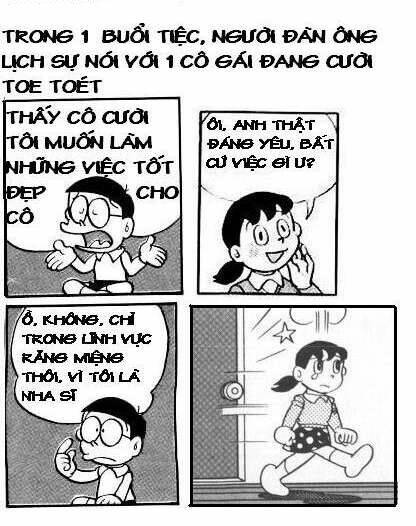 TRONG 1 BUỔI TIỆC, NGƯỜI ĐÀN ÔNG
LỊCH SỰ NÓI VỚI 1 CÔ GÁI ĐANG CƯỜI
TOE TOÉT
THẤY CÔ CƯỜI
TÔI MUỐN LÀM
NHỮNG VIỆC TỐT
ĐẸP CHO
CÔ
ÔI, ANH THẬT
ĐÁNG YÊU, BẤT
CỨ VIỆC GÌ Ư?
Ồ, KHÔNG, CHỈ
TRONG LĨNH VỰC
RĂNG MIỆNG
THÔI, VÌ TÔI LÀ
NHA SĨ